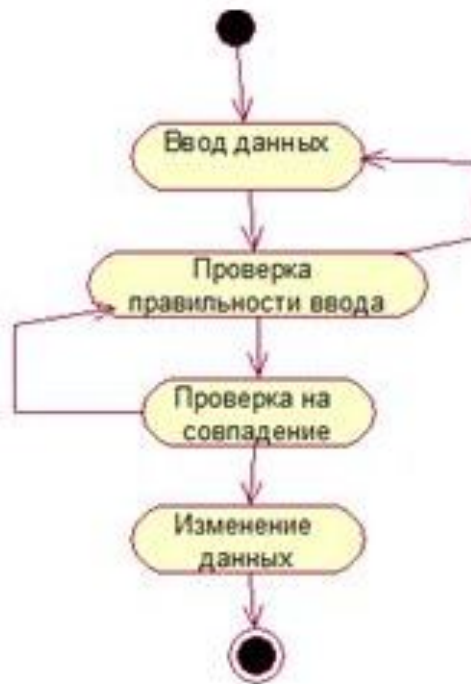 Ввод данных
Проверка
правильности ввода
Проверка на
совпадение
Изменение
данных